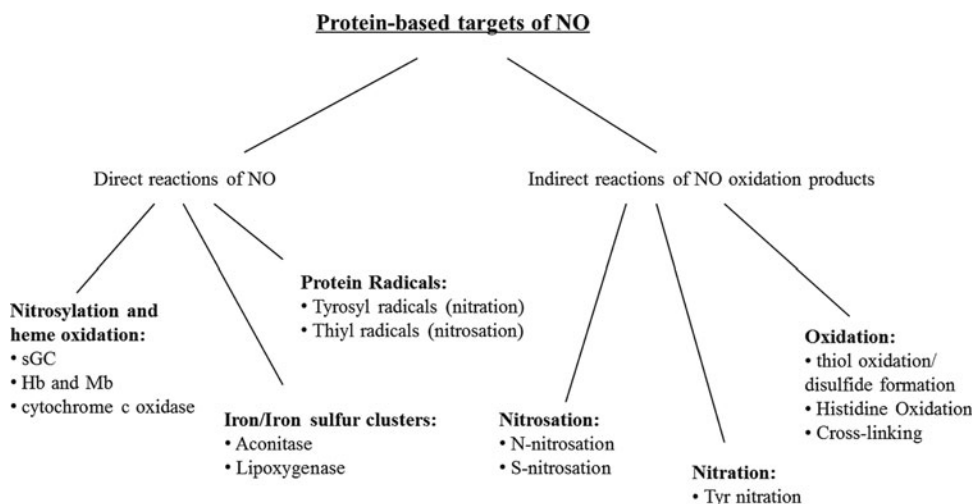 Protein-based targets of NO
Direct reactions of NO
Indirect reactions of NO oxidation products
Nitrosylation and
heme oxidation:
• sGC
• Hb and Mb
• cytochrome c oxidase
Iron/Iron sulfur clusters:
• Aconitase
• Lipoxygenase
Protein Radicals:
• Tyrosyl radicals (nitration)
• Thiyl radicals (nitrosation)
Nitrosation:
• N-nitrosation
• S-nitrosation
Nitration:
• Tyr nitration
Oxidation:
• thiol oxidation/
disulfide formation
• Histidine Oxidation
• Cross-linking